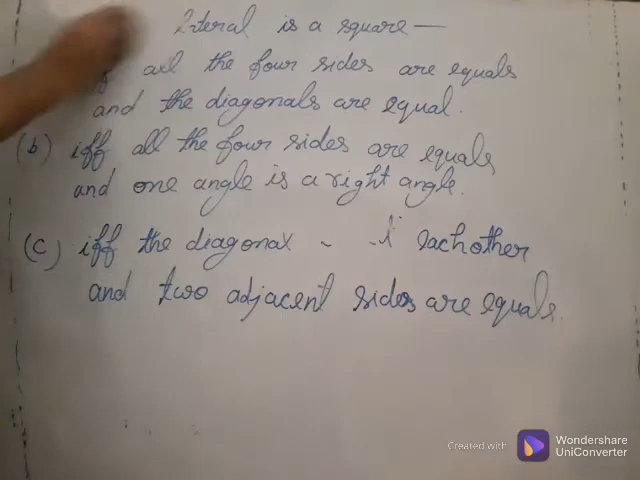 is a square —
all the four sides are equals
and the diagonals are equal.
(b) iff all the four sides are equals
and one angle is a right angle.
(C) iff the eachother
and two adjacent sides are equals.
Created with Wondershare
UniConverter